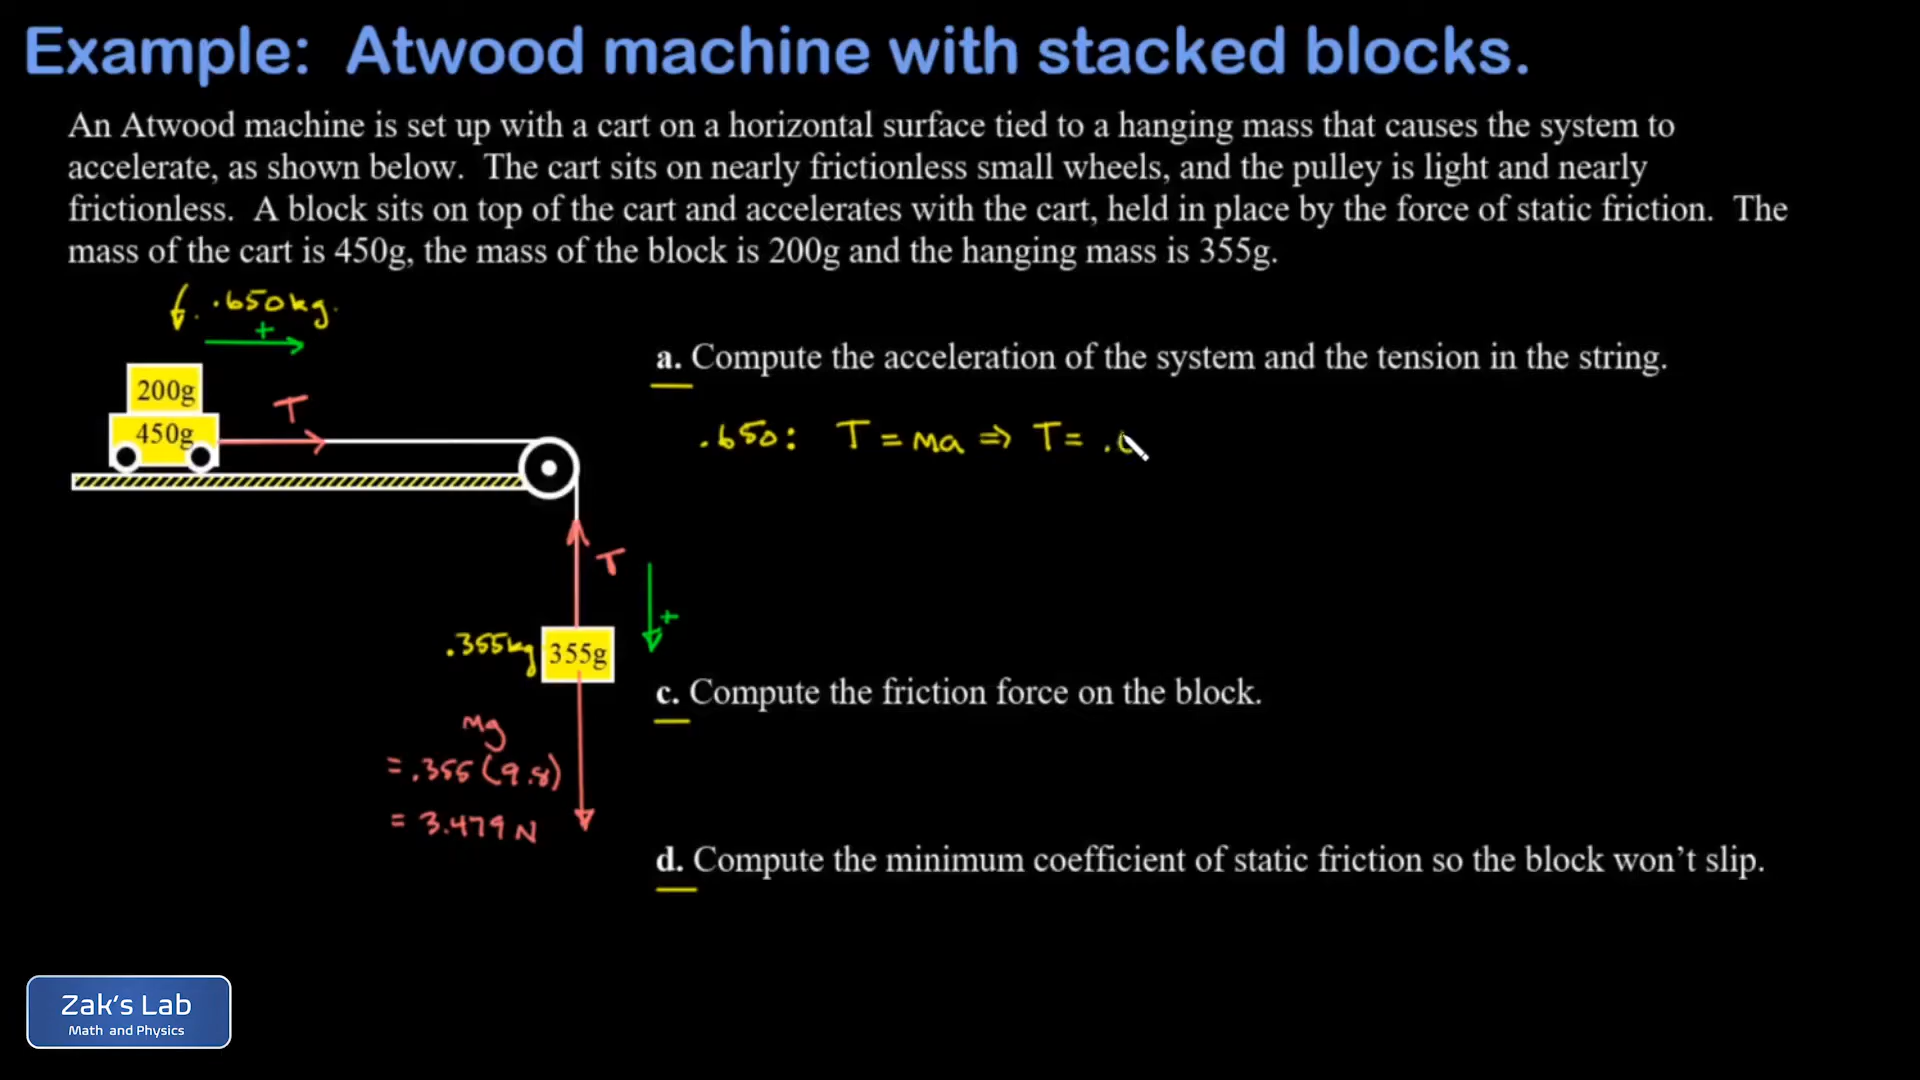 Example: Atwood machine with stacked blocks.
An Atwood machine is set up with a cart on a horizontal surface tied to a hanging mass that causes the system to
accelerate, as shown below. The cart sits on nearly frictionless small wheels, and the pulley is light and nearly
frictionless. A block sits on top of the cart and accelerates with the cart, held in place by the force of static friction. The
mass of the cart is 450g, the mass of the block is 200g and the hanging mass is 355g.
.650kg.
+
200g
450g
T
T
+
.355kg
355g
mg
= .355(9.8)
= 3.479 N
a. Compute the acceleration of the system and the tension in the string.
.650: T = ma ⇒ T = .
c. Compute the friction force on the block.
d. Compute the minimum coefficient of static friction so the block won’t slip.
Zak’s Lab
Math and Physics